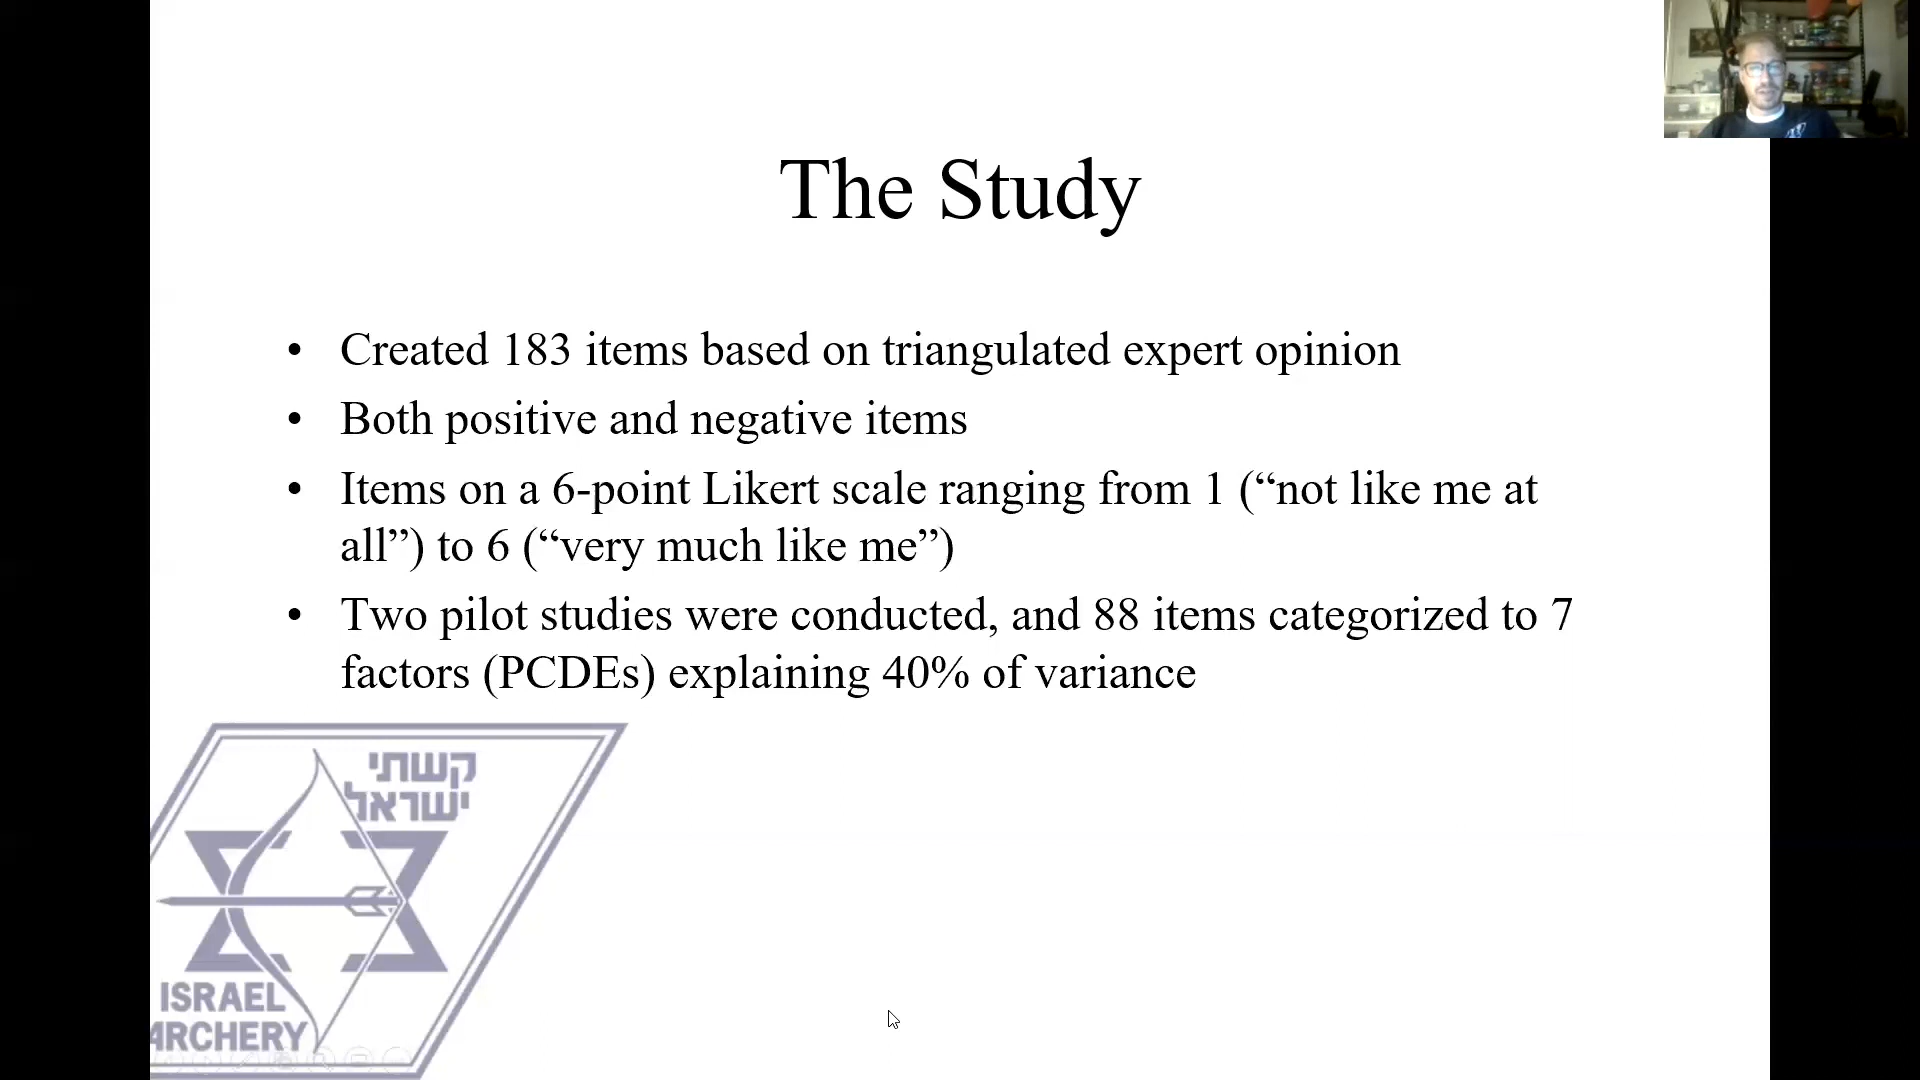 The Study
• Created 183 items based on triangulated expert opinion
• Both positive and negative items
• Items on a 6-point Likert scale ranging from 1 (“not like me at
all”) to 6 (“very much like me”)
• Two pilot studies were conducted, and 88 items categorized to 7
factors (PCDEs) explaining 40% of variance
קשתי
ישראל
ISRAEL
ARCHERY